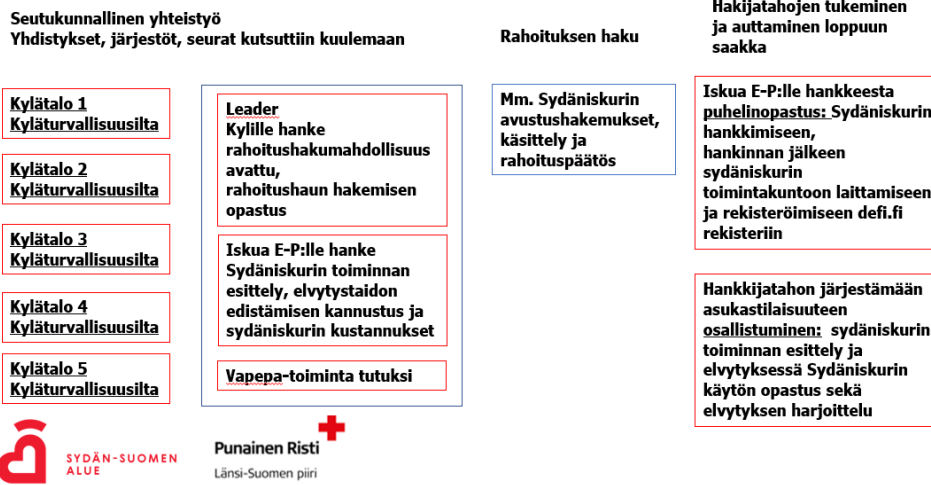 Seutukunnallinen yhteistyö
Yhdistykset, järjestöt, seurat kutsuttiin kuulemaan
Kylätalo 1
Kyläturvallisuusilta
Kylätalo 2
Kyläturvallisuusilta
Kylätalo 3
Kyläturvallisuusilta
Kylätalo 4
Kyläturvallisuusilta
Kylätalo 5
Kyläturvallisuusilta
Leader
Kylille hanke
rahoitushakumahdollisuus
avattu,
rahoitushaun hakemisen
opastus
Iskua E-P:lle hanke
Sydäniskurin toiminnan
esittely, elvytystaidon
edistämisen kannustus ja
sydäniskurin kustannukset
Vapepa-toiminta tutuksi
Rahoituksen haku
Mm. Sydäniskurin
avustushakemukset,
käsittely ja
rahoituspäätös
Hakijatahojen tukeminen
ja auttaminen loppuun
saakka
Iskua E-P:lle hankkeesta
puhelinopastus: Sydäniskurin
hankkimiseen,
hankinnan jälkeen
sydäniskurin
toimintakuntoon laittamiseen
ja rekisteröimiseen defi.fi
rekisteriin
Hankkijatahon järjestämään
asukastilaisuuteen
osallistuminen: sydäniskurin
toiminnan esittely ja
elvytyksessä Sydäniskurin
käytön opastus sekä
elvytyksen harjoittelu
SYDÄN-SUOMEN
ALUE
Punainen Risti
Länsi-Suomen piiri